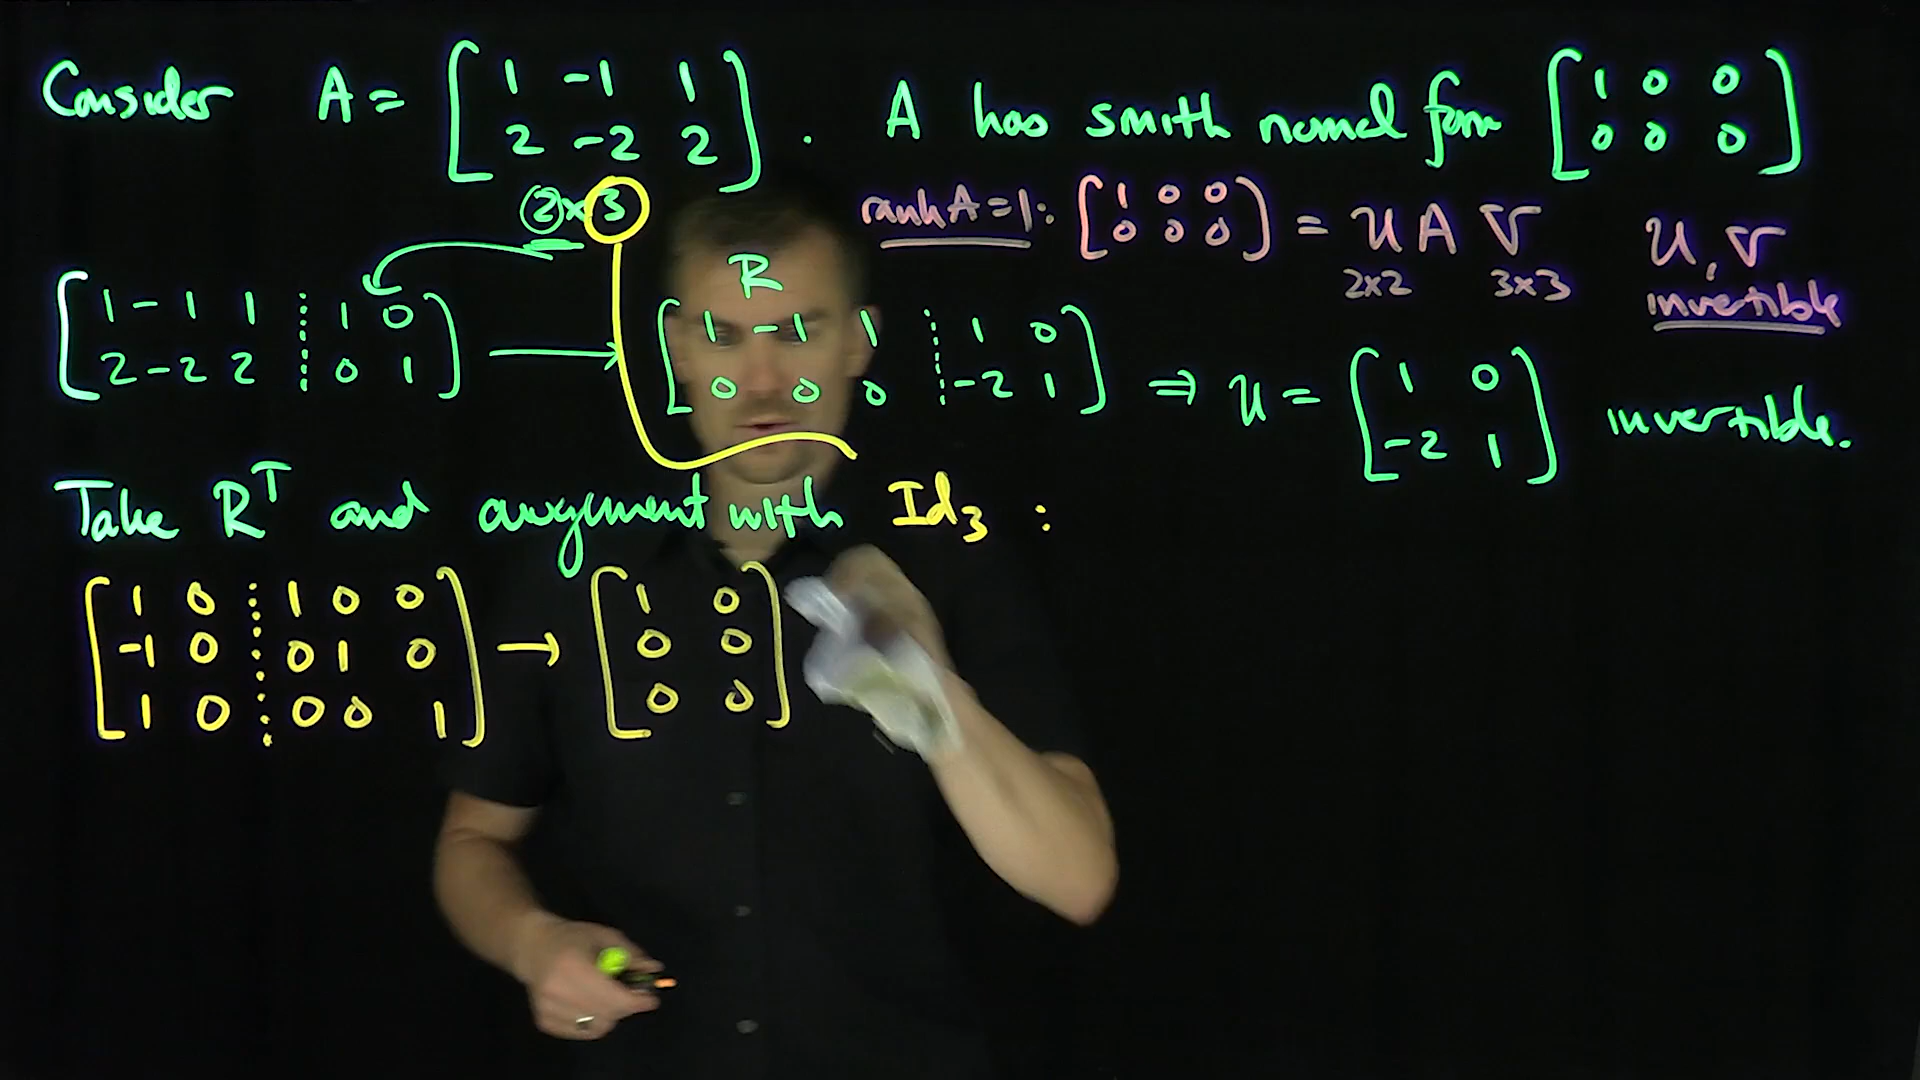 Consider A = [ 1 -1 1 ; 2 -2 2 ] . A has smith normal form [ 1 0 0 ; 0 0 0 ]
2 x 3
rank A = 1 : [ 1 0 0 ; 0 0 0 ] = U A V U, V
2x2 3x3 invertible
R
[ 1 -1 1 ⋮ 1 0 ; 2 -2 2 ⋮ 0 1 ] → [ 1 -1 1 ⋮ 1 0 ; 0 0 0 ⋮ -2 1 ] ⇒ U = [ 1 0 ; -2 1 ] invertible.
Take R^T and augment with Id_3 :
[ 1 0 ⋮ 1 0 0 ; -1 0 ⋮ 0 1 0 ; 1 0 ⋮ 0 0 1 ] → [ 1 0 ; 0 0 ; 0 0 ]